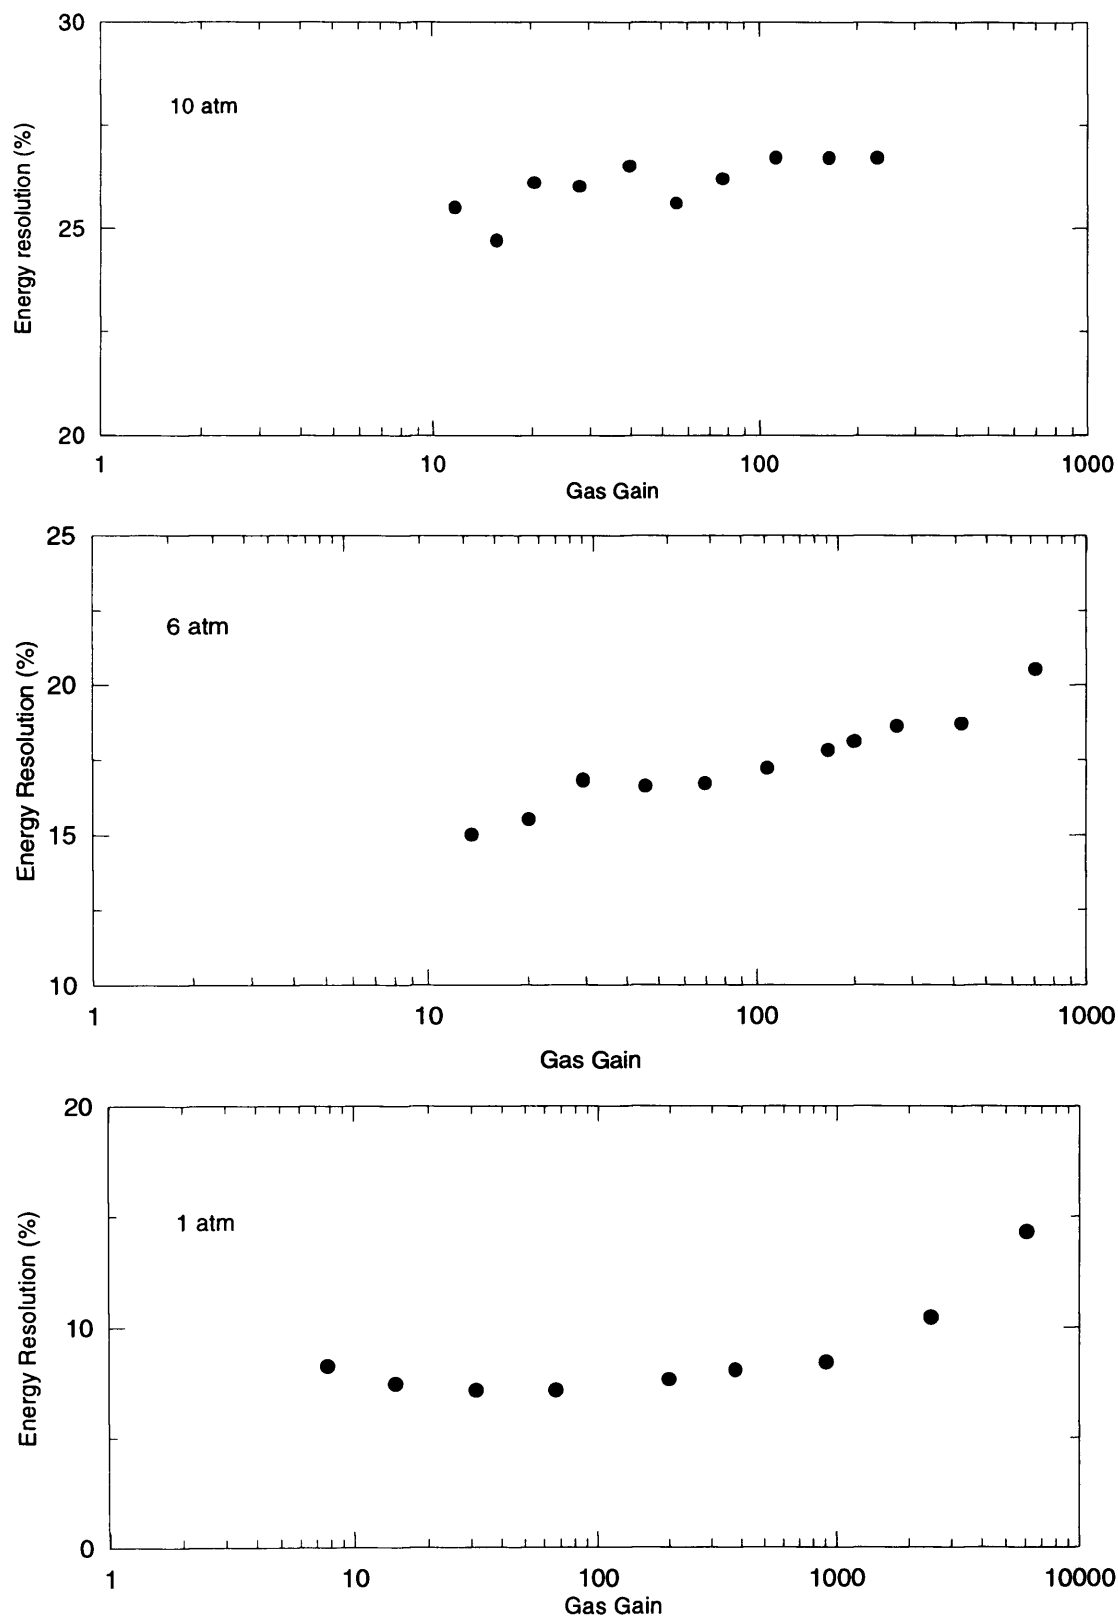 30
10 atm
Energy resolution (%)
25
20
1 10 100 1000
Gas Gain
25
6 atm
Energy Resolution (%)
20
15
10
1 10 100 1000
Gas Gain
20
1 atm
Energy Resolution (%)
10
0
1 10 100 1000 10000
Gas Gain